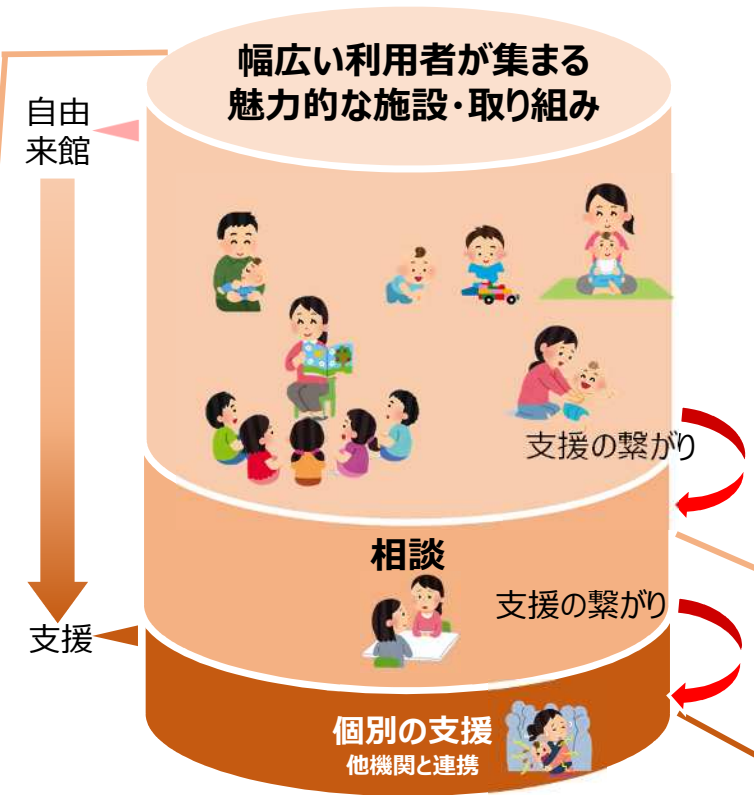 幅広い利用者が集まる
魅力的な施設・取り組み
自由
来館
支援の繋がり
相談
支援の繋がり
支援
個別の支援
他機関と連携